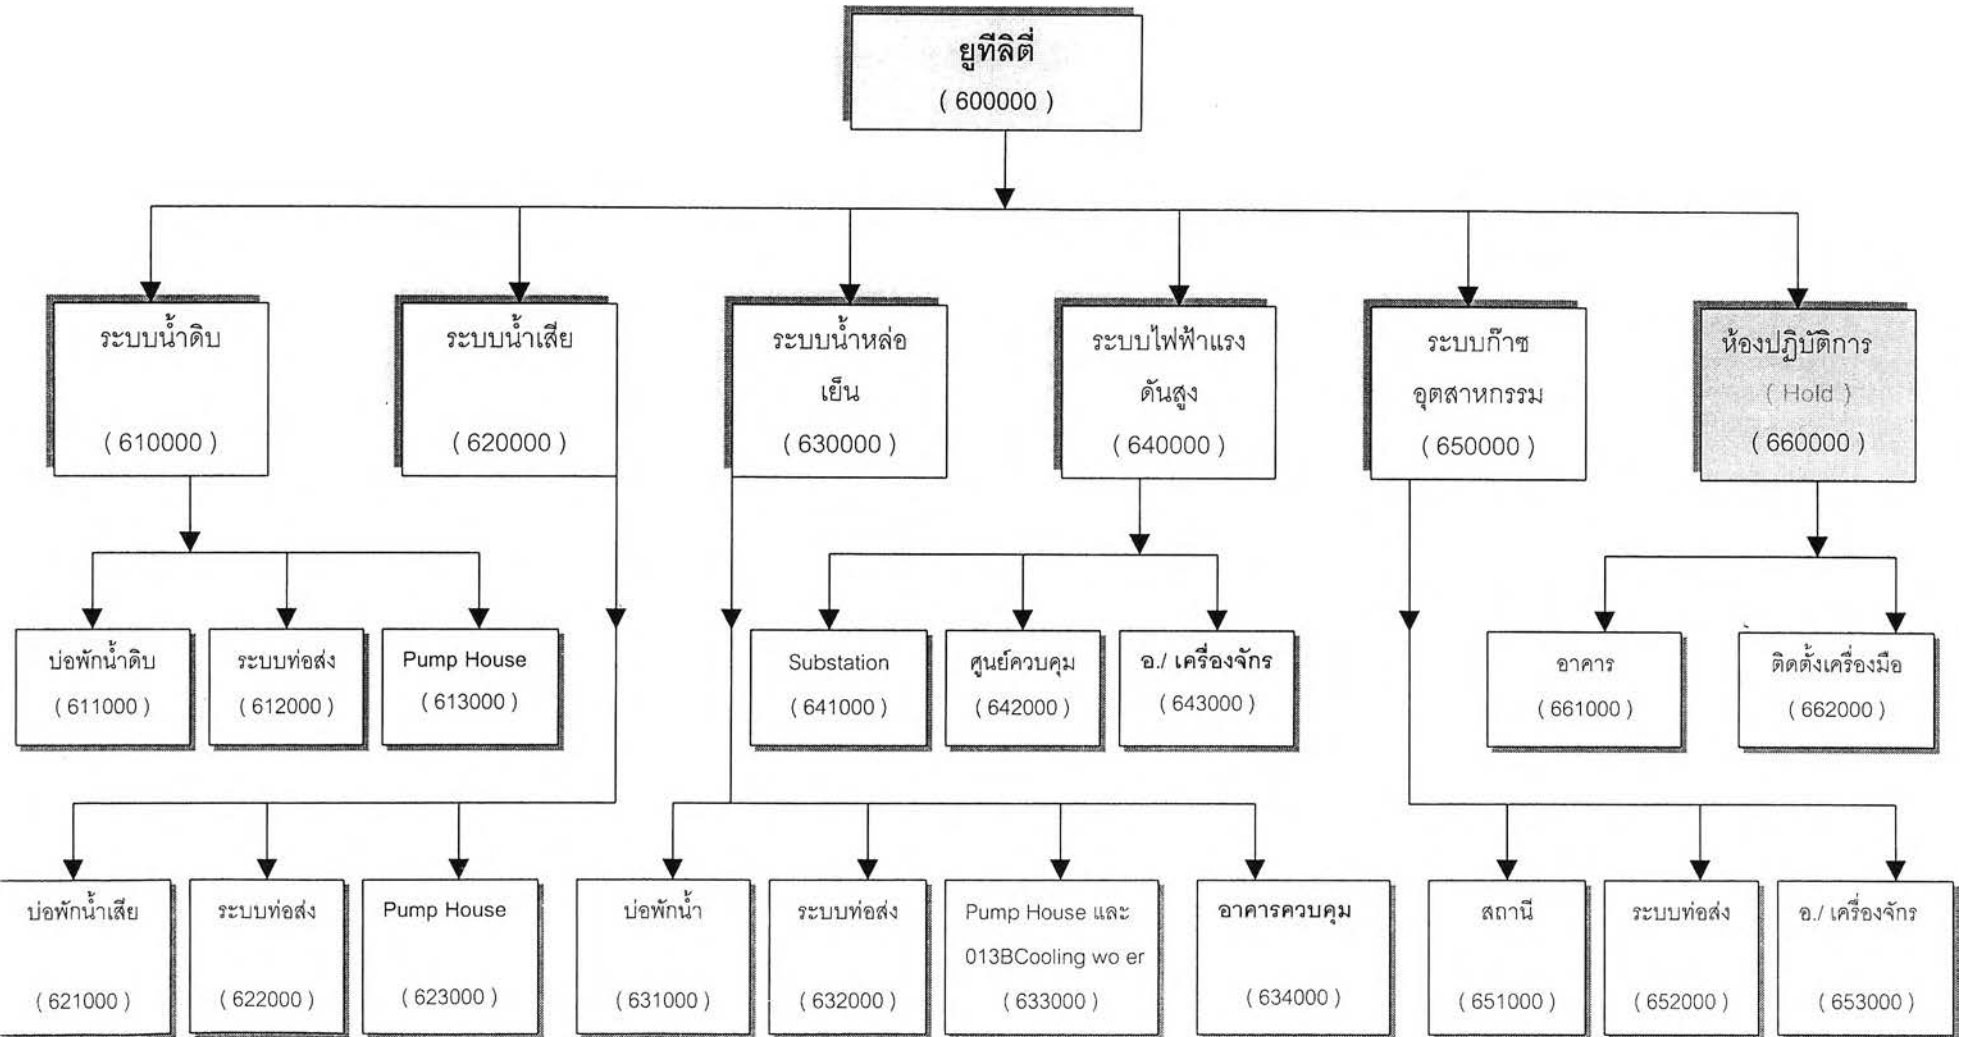 ยูทีลิตี่
( 600000 )
ระบบน้ำดิบ
( 610000 )
ระบบน้ำเสีย
( 620000 )
ระบบน้ำหล่อ
เย็น
( 630000 )
ระบบไฟฟ้าแรง
ดันสูง
( 640000 )
ระบบก๊าซ
อุตสาหกรรม
( 650000 )
ห้องปฏิบัติการ
( Hold )
( 660000 )
บ่อพักน้ำดิบ
( 611000 )
ระบบท่อส่ง
( 612000 )
Pump House
( 613000 )
Substation
( 641000 )
ศูนย์ควบคุม
( 642000 )
อ./ เครื่องจักร
( 643000 )
อาคาร
( 661000 )
ติดตั้งเครื่องมือ
( 662000 )
บ่อพักน้ำเสีย
( 621000 )
ระบบท่อส่ง
( 622000 )
Pump House
( 623000 )
บ่อพักน้ำ
( 631000 )
ระบบท่อส่ง
( 632000 )
Pump House และ
013BCooling wo er
( 633000 )
อาคารควบคุม
( 634000 )
สถานี
( 651000 )
ระบบท่อส่ง
( 652000 )
อ./ เครื่องจักร
( 653000 )